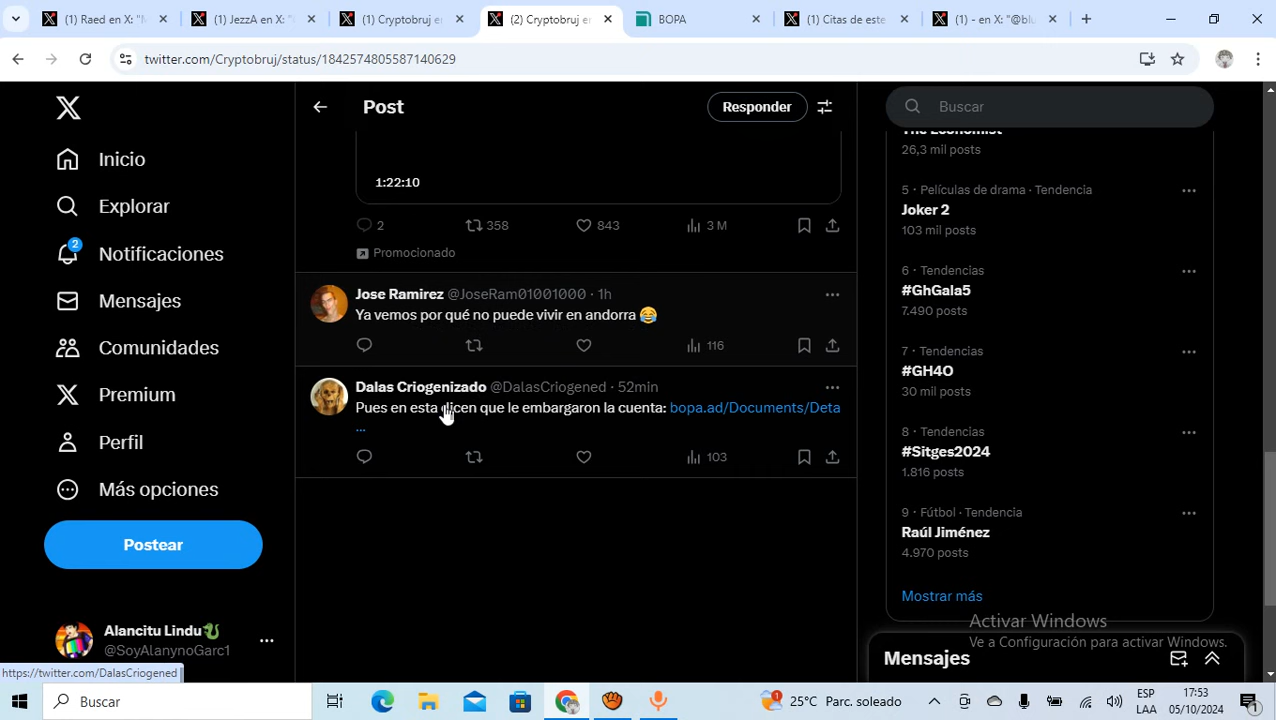 (1) Raed en X: "M
(1) JezzA en X: "
(1) Cryptobruj e
(2) Cryptobruj e
BOPA
(1) Citas de este
(1) - en X: "@blu
twitter.com/Cryptobruj/status/1842574805587140629
Inicio
Explorar
2
Notificaciones
Mensajes
Comunidades
Premium
Perfil
Más opciones
Postear
Alancitu Lindu🐉
@SoyAlanynoGarc1
https://twitter.com/DalasCriogened
Post
Responder
1:22:10
2
358
843
3 M
Promocionado
Jose Ramirez @JoseRam01001000 · 1h
Ya vemos por qué no puede vivir en andorra 😂
116
Dalas Criogenizado @DalasCriogened · 52min
Pues en esta dicen que le embargaron la cuenta: bopa.ad/Documents/Deta
...
103
Buscar
The Economist
26,3 mil posts
5 · Películas de drama · Tendencia
Joker 2
103 mil posts
6 · Tendencias
#GhGala5
7.490 posts
7 · Tendencias
#GH4O
30 mil posts
8 · Tendencias
#Sitges2024
1.816 posts
9 · Fútbol · Tendencia
Raúl Jiménez
4.970 posts
Mostrar más
Activar Windows
Ve a Configuración para activar Windows.
Mensajes
Buscar
25°C Parc. soleado
ESP
LAA
17:53
05/10/2024
1